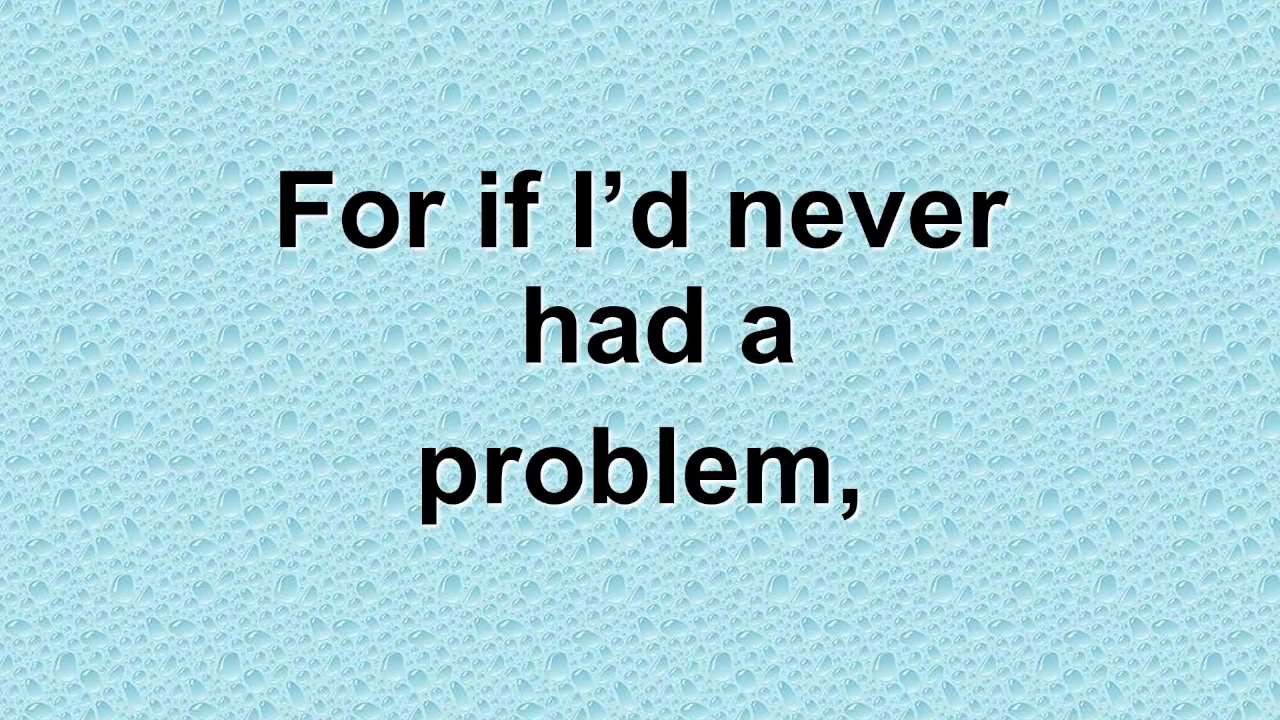 For if I’d never
had a
problem,